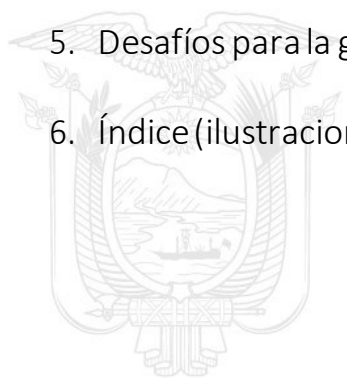 5. Desafíos para la g
6. Índice (ilustracion